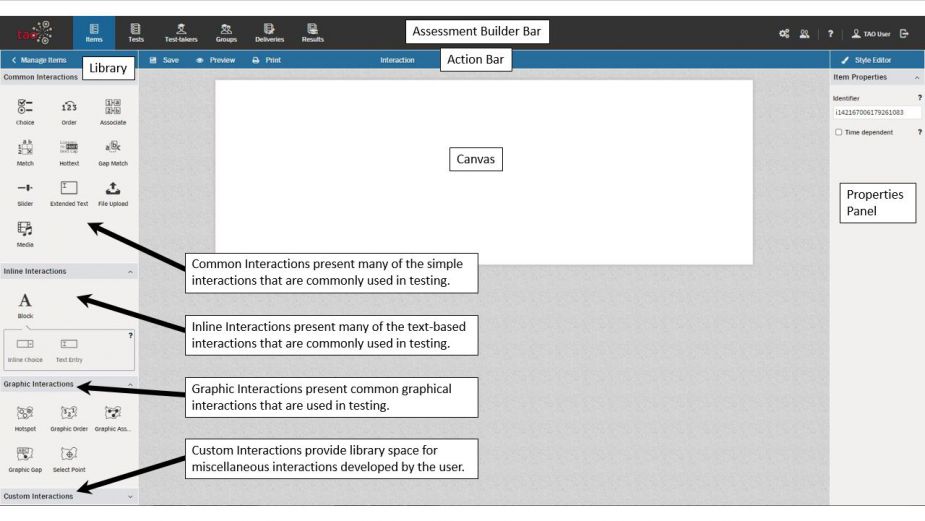 tao
Items
Tests
Test-takers
Groups
Deliveries
Results
Assessment Builder Bar
?
TAO User
Manage Items
Library
Save
Preview
Print
Interaction
Action Bar
Style Editor
Common Interactions
Choice
Order
Associate
Match
Hottext
Gap Match
Slider
Extended Text
File Upload
Media
Canvas
Item Properties
Identifier ?
i142167006179261083
Time dependent ?
Properties
Panel
Common Interactions present many of the simple
interactions that are commonly used in testing.
Inline Interactions
A
Block
?
Inline Choice
Text Entry
Inline Interactions present many of the text-based
interactions that are commonly used in testing.
Graphic Interactions
Hotspot
Graphic Order
Graphic Ass...
Graphic Gap
Select Point
Graphic Interactions present common graphical
interactions that are used in testing.
Custom Interactions provide library space for
miscellaneous interactions developed by the user.
Custom Interactions